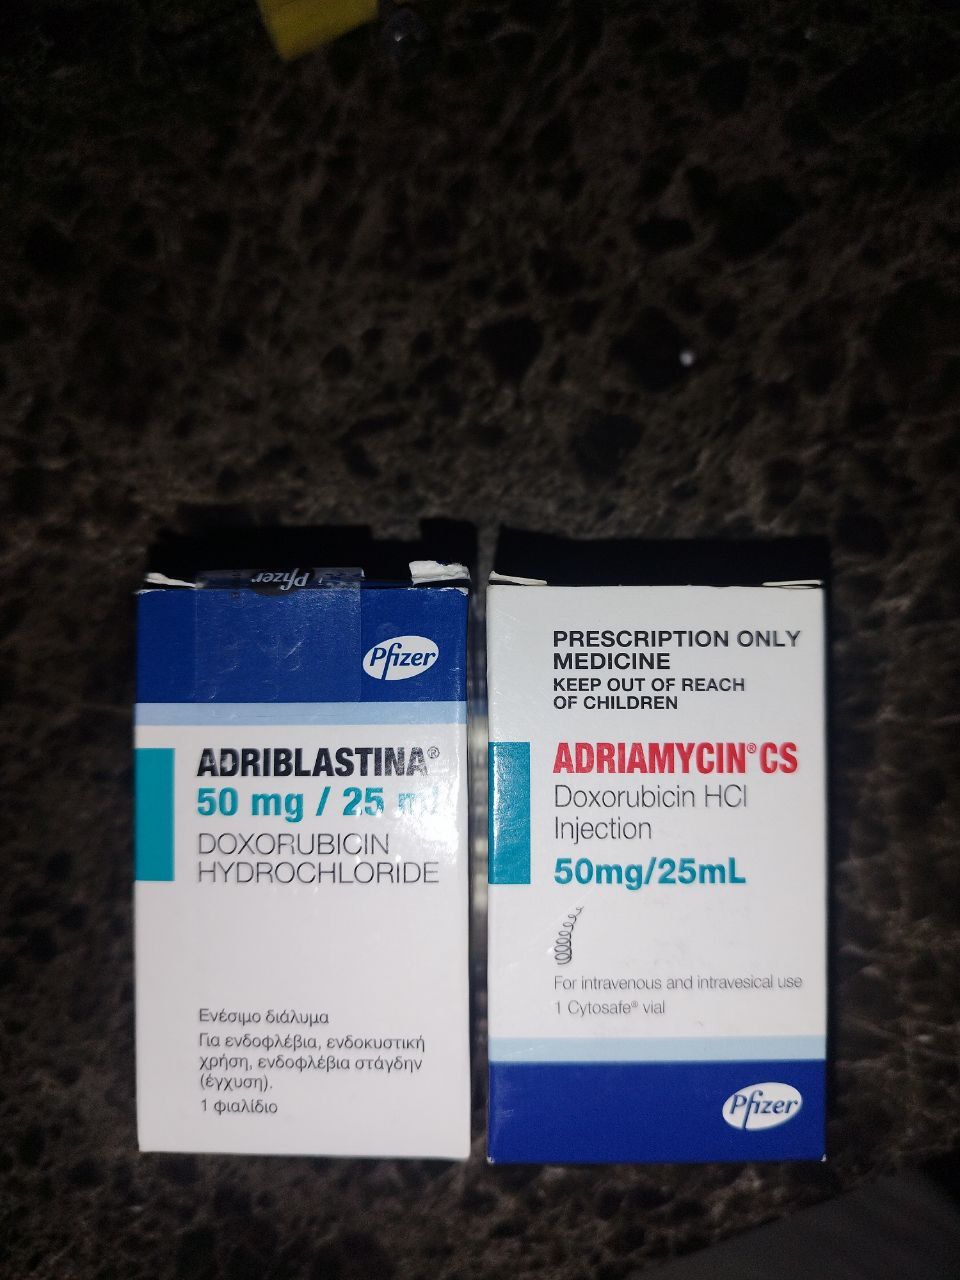 Pfizer
Pfizer
ADRIBLASTINA®
50 mg / 25 ml
DOXORUBICIN
HYDROCHLORIDE
Ενέσιμο διάλυμα
Για ενδοφλέβια, ενδοκυστική
χρήση, ενδοφλέβια στάγδην
(έγχυση).
1 φιαλίδιο
PRESCRIPTION ONLY
MEDICINE
KEEP OUT OF REACH
OF CHILDREN
ADRIAMYCIN® CS
Doxorubicin HCl
Injection
50mg/25mL
For intravenous and intravesical use
1 Cytosafe® vial
Pfizer